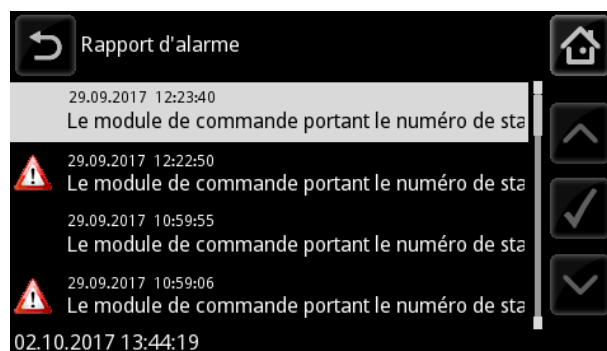 Rapport d'alarme
29.09.2017 12:23:40
Le module de commande portant le numéro de sta
29.09.2017 12:22:50
Le module de commande portant le numéro de sta
29.09.2017 10:59:55
Le module de commande portant le numéro de sta
29.09.2017 10:59:06
Le module de commande portant le numéro de sta
02.10.2017 13:44:19